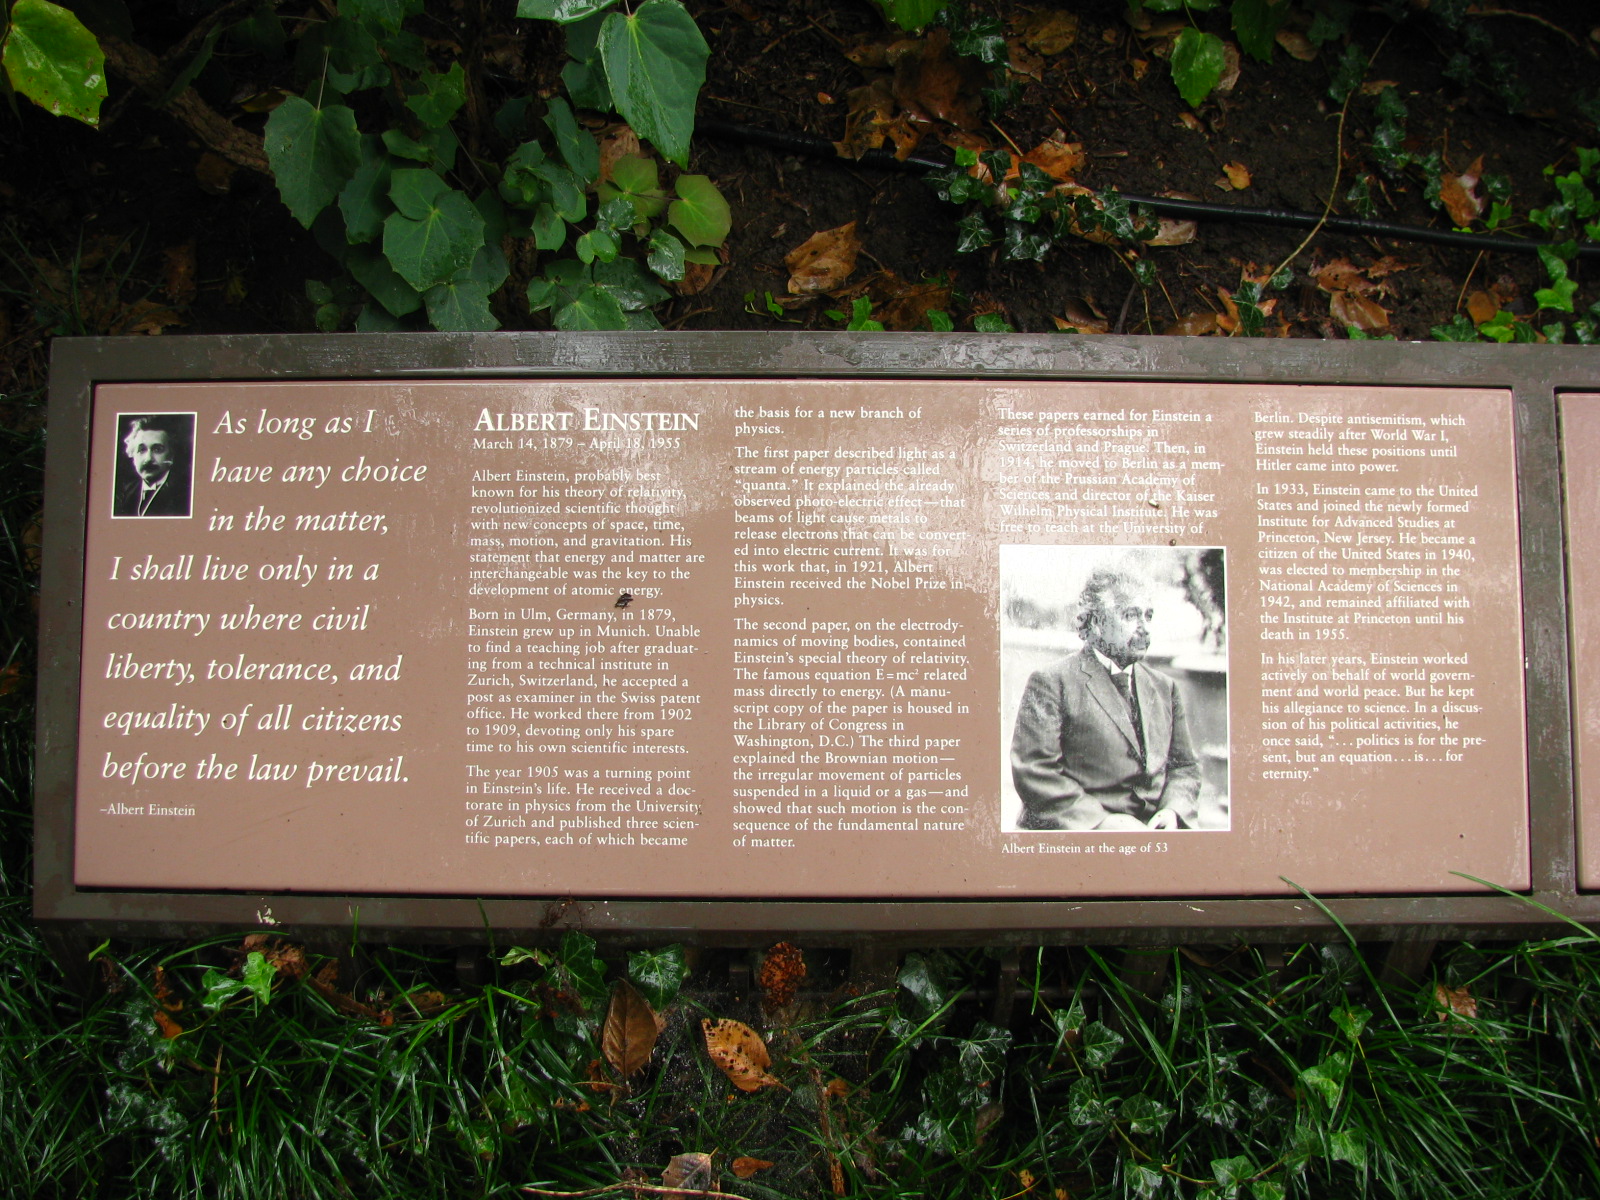 As long as I
have any choice
in the matter,
I shall live only in a
country where civil
liberty, tolerance, and
equality of all citizens
before the law prevail.
–Albert Einstein
ALBERT EINSTEIN
March 14, 1879 – April 18, 1955
Albert Einstein, probably best
known for his theory of relativity,
revolutionized scientific thought
with new concepts of space, time,
mass, motion, and gravitation. His
statement that energy and matter are
interchangeable was the key to the
development of atomic energy.
Born in Ulm, Germany, in 1879,
Einstein grew up in Munich. Unable
to find a teaching job after graduat-
ing from a technical institute in
Zurich, Switzerland, he accepted a
post as examiner in the Swiss patent
office. He worked there from 1902
to 1909, devoting only his spare
time to his own scientific interests.
The year 1905 was a turning point
in Einstein's life. He received a doc-
torate in physics from the University
of Zurich and published three scien-
tific papers, each of which became
the basis for a new branch of
physics.
The first paper described light as a
stream of energy particles called
“quanta.” It explained the already
observed photo-electric effect—that
beams of light cause metals to
release electrons that can be convert-
ed into electric current. It was for
this work that, in 1921, Albert
Einstein received the Nobel Prize in
physics.
The second paper, on the electrody-
namics of moving bodies, contained
Einstein's special theory of relativity.
The famous equation E=mc² related
mass directly to energy. (A manu-
script copy of the paper is housed in
the Library of Congress in
Washington, D.C.) The third paper
explained the Brownian motion—
the irregular movement of particles
suspended in a liquid or a gas—and
showed that such motion is the con-
sequence of the fundamental nature
of matter.
These papers earned for Einstein a
series of professorships in
Switzerland and Prague. Then, in
1914, he moved to Berlin as a mem-
ber of the Prussian Academy of
Sciences and director of the Kaiser
Wilhelm Physical Institute. He was
free to teach at the University of
Albert Einstein at the age of 53
Berlin. Despite antisemitism, which
grew steadily after World War I,
Einstein held these positions until
Hitler came into power.
In 1933, Einstein came to the United
States and joined the newly formed
Institute for Advanced Studies at
Princeton, New Jersey. He became a
citizen of the United States in 1940,
was elected to membership in the
National Academy of Sciences in
1942, and remained affiliated with
the Institute at Princeton until his
death in 1955.
In his later years, Einstein worked
actively on behalf of world govern-
ment and world peace. But he kept
his allegiance to science. In a discus-
sion of his political activities, he
once said, “...politics is for the pre-
sent, but an equation...is...for
eternity.”